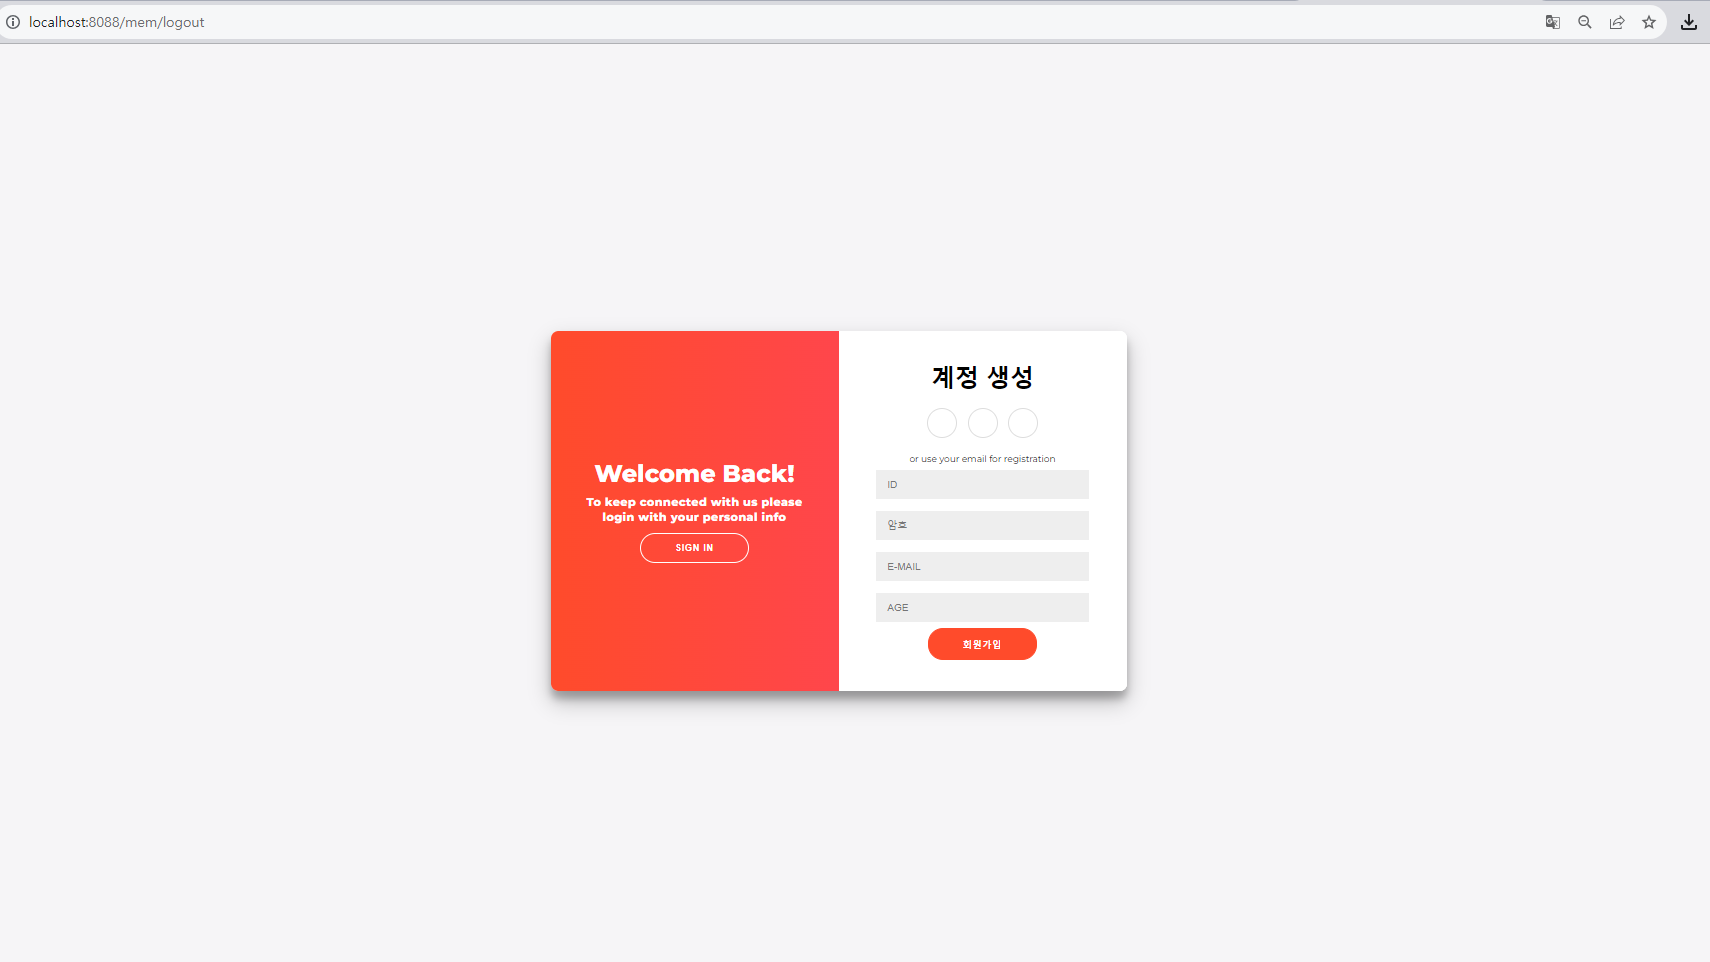 localhost:8088/mem/logout
Welcome Back!
To keep connected with us please
login with your personal info
SIGN IN
계정 생성
or use your email for registration
ID
암호
E-MAIL
AGE
회원가입